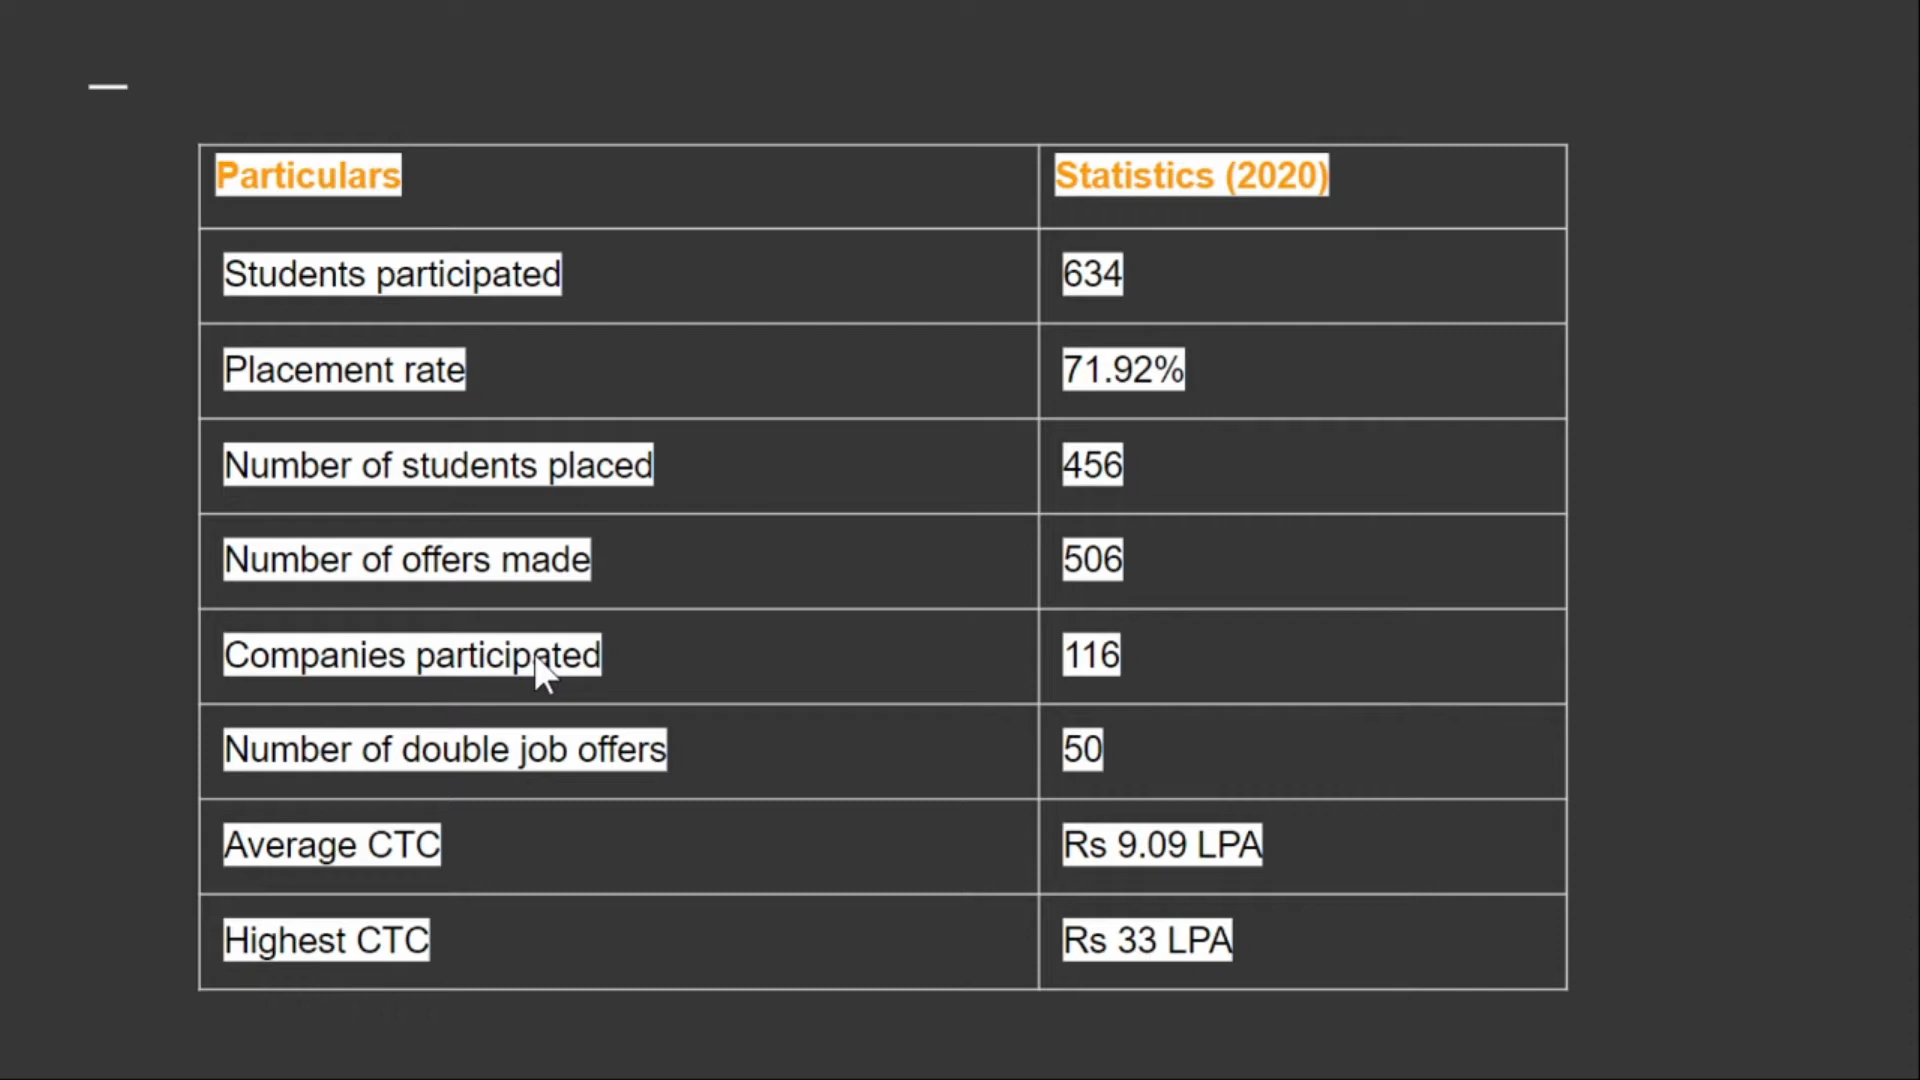 Particulars
Statistics (2020)
Students participated
634
Placement rate
71.92%
Number of students placed
456
Number of offers made
506
Companies participated
116
Number of double job offers
50
Average CTC
Rs 9.09 LPA
Highest CTC
Rs 33 LPA